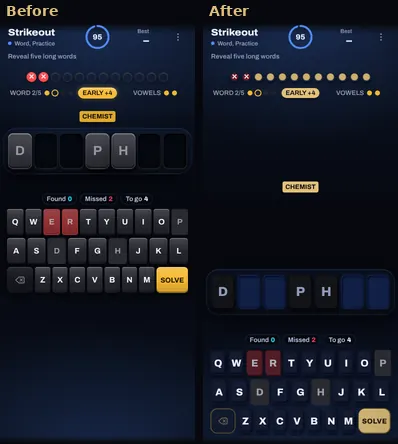 Before
Strikeout
Word, Practice
95
Best
–
Reveal five long words
WORD 2/5
EARLY +4
VOWELS
CHEMIST
D P H
Found 0 Missed 2 To go 4
Q W E R T Y U I O P
A S D F G H J K L
Z X C V B N M SOLVE
After
Strikeout
Word, Practice
95
Best
–
Reveal five long words
WORD 2/5
EARLY +4
VOWELS
CHEMIST
D P H
Found 0 Missed 2 To go 4
Q W E R T Y U I O P
A S D F G H J K L
Z X C V B N M SOLVE